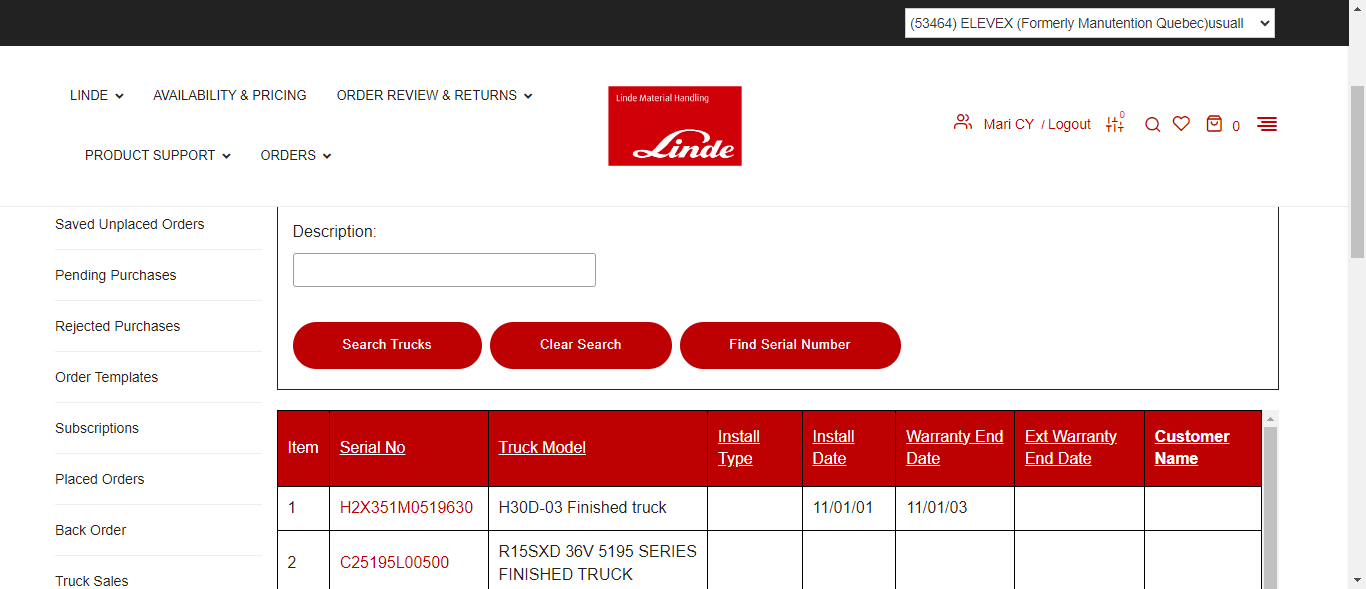 (53464) ELEVEX (Formerly Manutention Quebec)usuall
LINDE
AVAILABILITY & PRICING
ORDER REVIEW & RETURNS
PRODUCT SUPPORT
ORDERS
Linde Material Handling
Linde
Mari CY / Logout
0
0
Saved Unplaced Orders
Pending Purchases
Rejected Purchases
Order Templates
Subscriptions
Placed Orders
Back Order
Truck Sales
Description:
Search Trucks
Clear Search
Find Serial Number
Item
Serial No
Truck Model
Install
Type
Install
Date
Warranty End
Date
Ext Warranty
End Date
Customer
Name
1
H2X351M0519630
H30D-03 Finished truck
11/01/01
11/01/03
2
C25195L00500
R15SXD 36V 5195 SERIES
FINISHED TRUCK